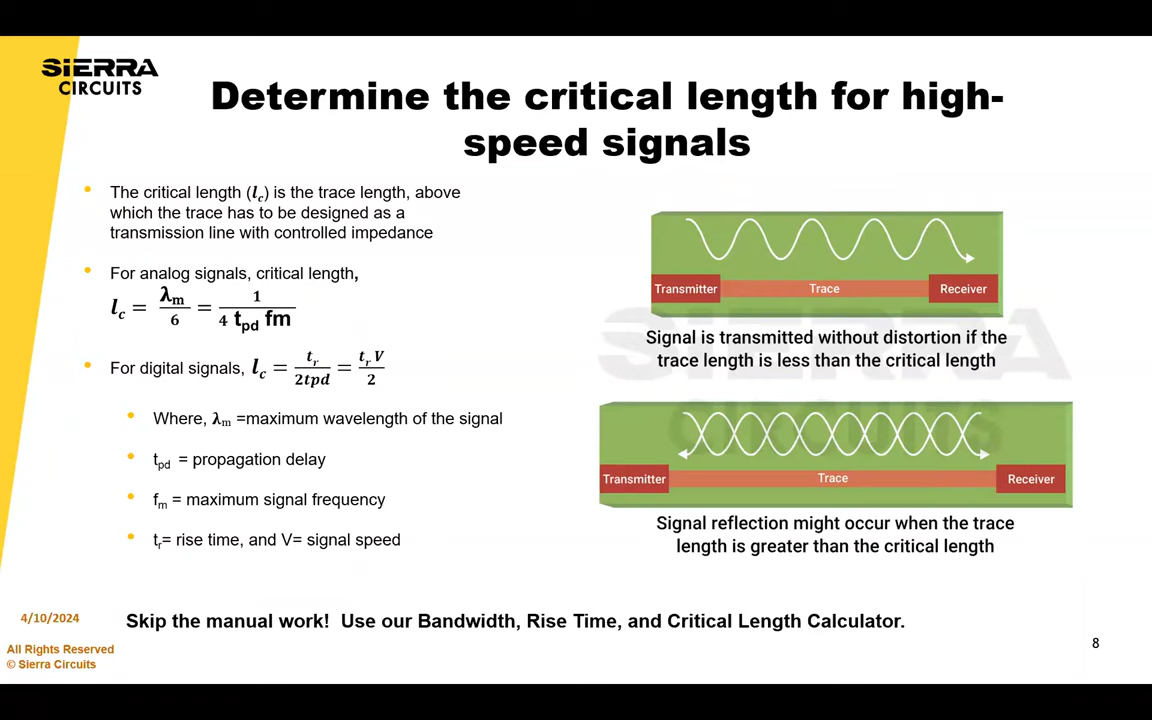 SIERRA
CIRCUITS
Determine the critical length for high-
speed signals
• The critical length (lc) is the trace length, above
which the trace has to be designed as a
transmission line with controlled impedance
• For analog signals, critical length,
lc = λm/6 = 1/(4 tpd fm)
• For digital signals, lc = tr/(2tpd) = (tr V)/2
• Where, λm =maximum wavelength of the signal
• tpd = propagation delay
• fm = maximum signal frequency
• tr= rise time, and V= signal speed
Transmitter Trace Receiver
Signal is transmitted without distortion if the
trace length is less than the critical length
SIERRA
CIRCUITS
Transmitter Trace Receiver
Signal reflection might occur when the trace
length is greater than the critical length
4/10/2024
Skip the manual work! Use our Bandwidth, Rise Time, and Critical Length Calculator.
All Rights Reserved
© Sierra Circuits
8